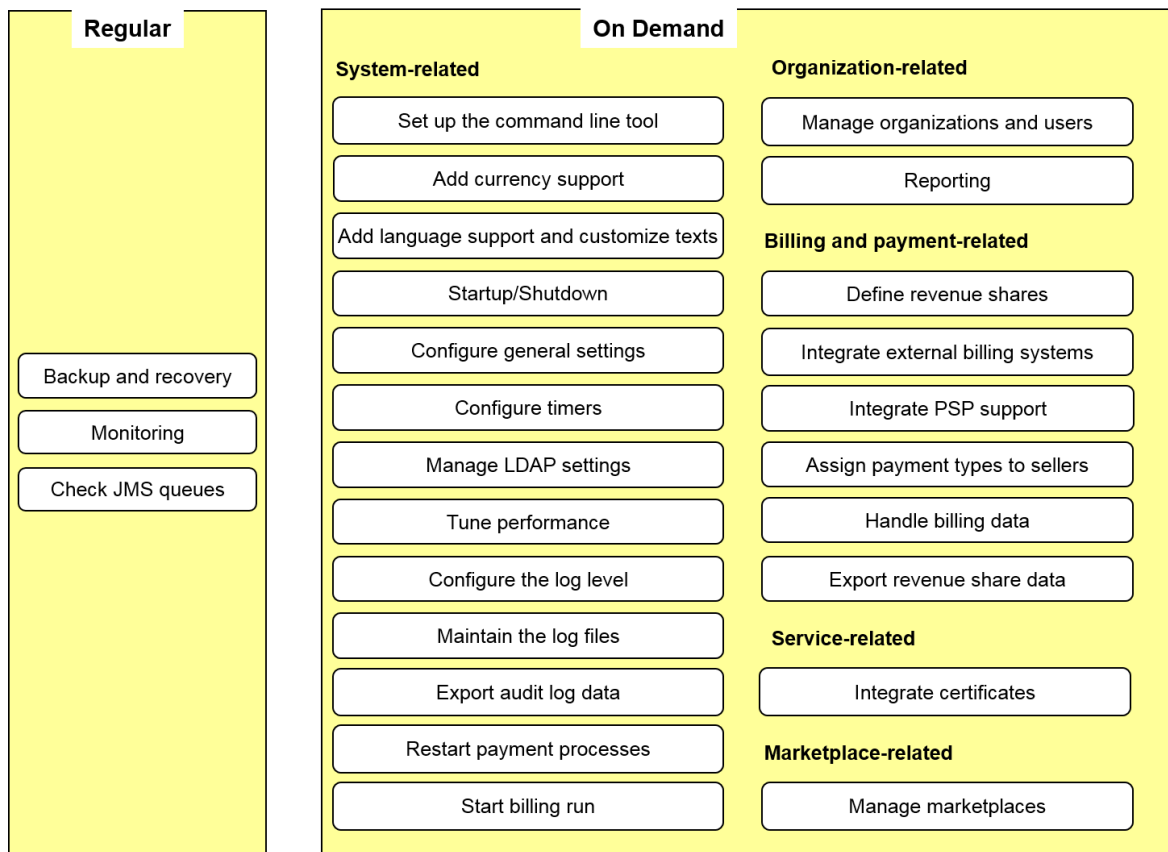 Regular
Backup and recovery
Monitoring
Check JMS queues
On Demand
System-related
Set up the command line tool
Add currency support
Add language support and customize texts
Startup/Shutdown
Configure general settings
Configure timers
Manage LDAP settings
Tune performance
Configure the log level
Maintain the log files
Export audit log data
Restart payment processes
Start billing run
Organization-related
Manage organizations and users
Reporting
Billing and payment-related
Define revenue shares
Integrate external billing systems
Integrate PSP support
Assign payment types to sellers
Handle billing data
Export revenue share data
Service-related
Integrate certificates
Marketplace-related
Manage marketplaces